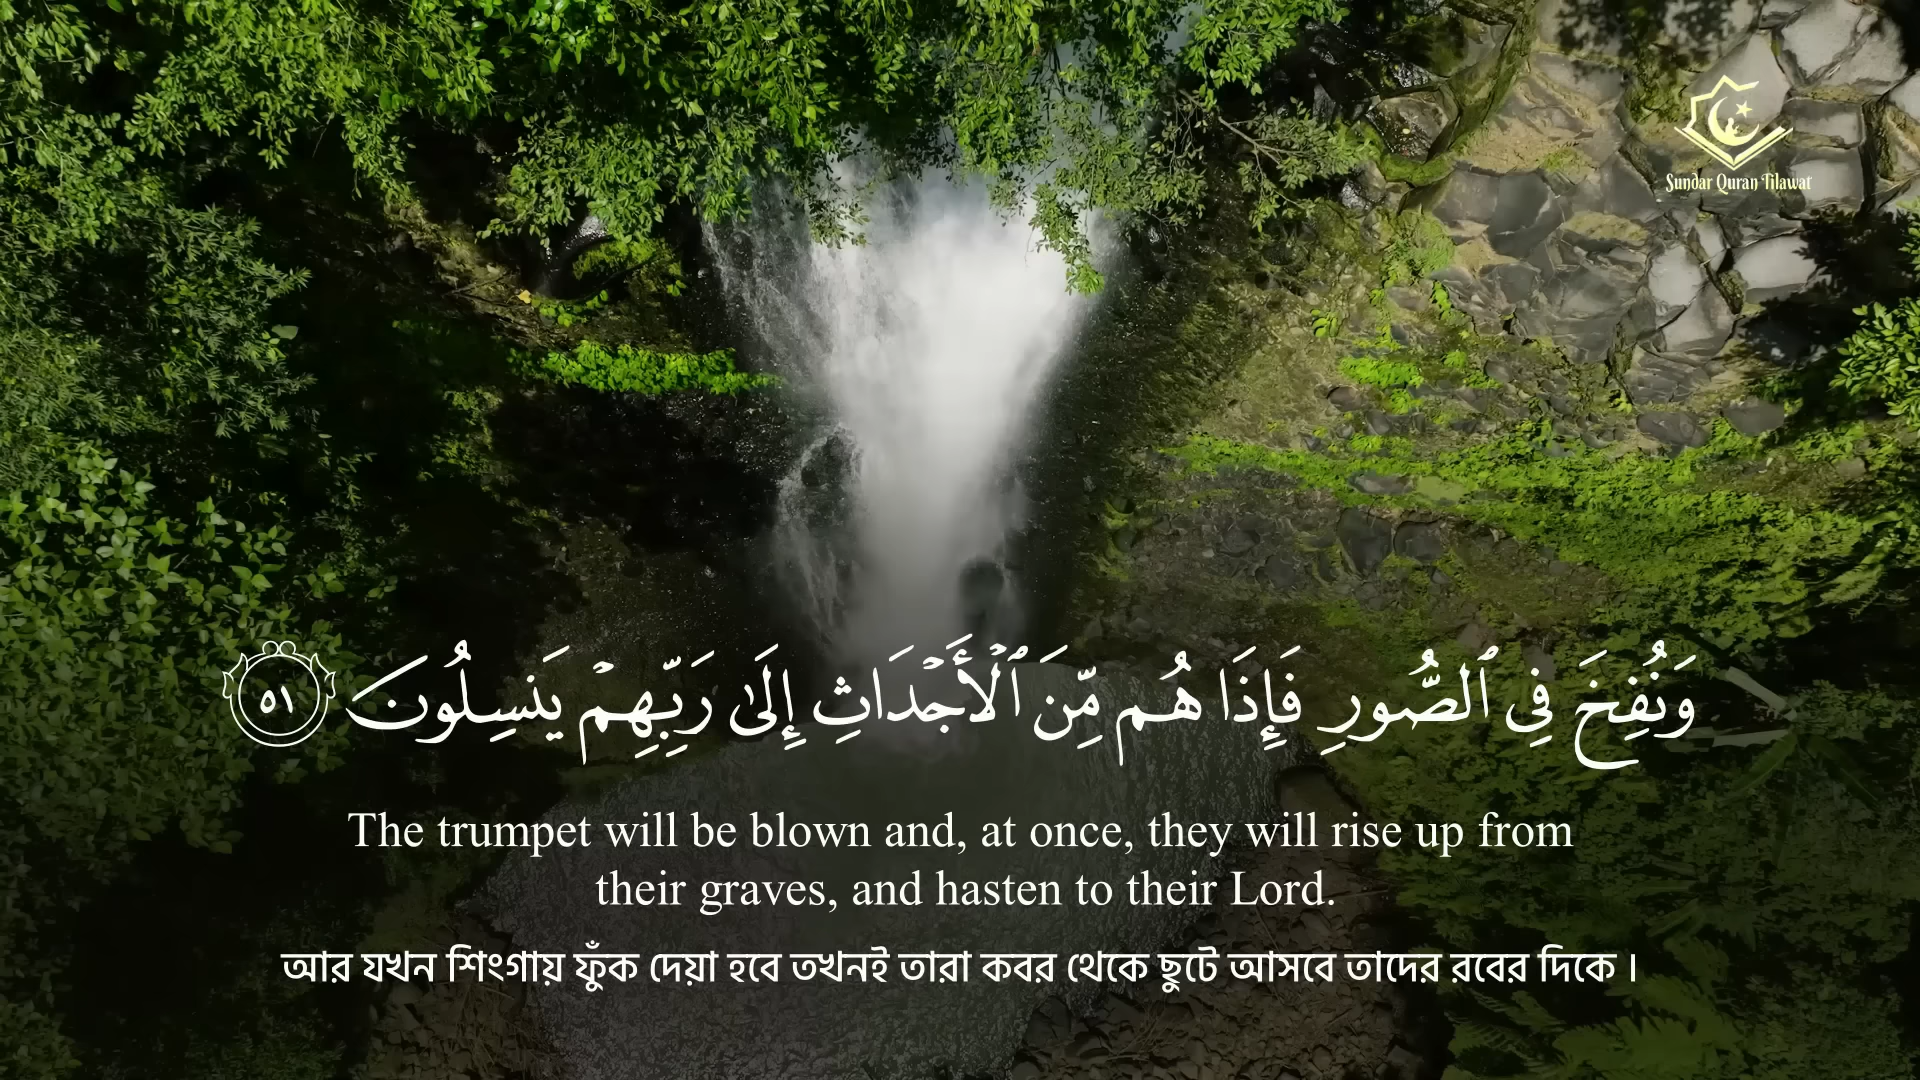 Sundar Quran Tilawat
وَنُفِخَ فِي ٱلصُّورِ فَإِذَا هُم مِّنَ ٱلْأَجْدَاثِ إِلَىٰ رَبِّهِمْ يَنسِلُونَ ٥١
The trumpet will be blown and, at once, they will rise up from
their graves, and hasten to their Lord.
আর যখন শিংগায় ফুঁক দেয়া হবে তখনই তারা কবর থেকে ছুটে আসবে তাদের রবের দিকে ।